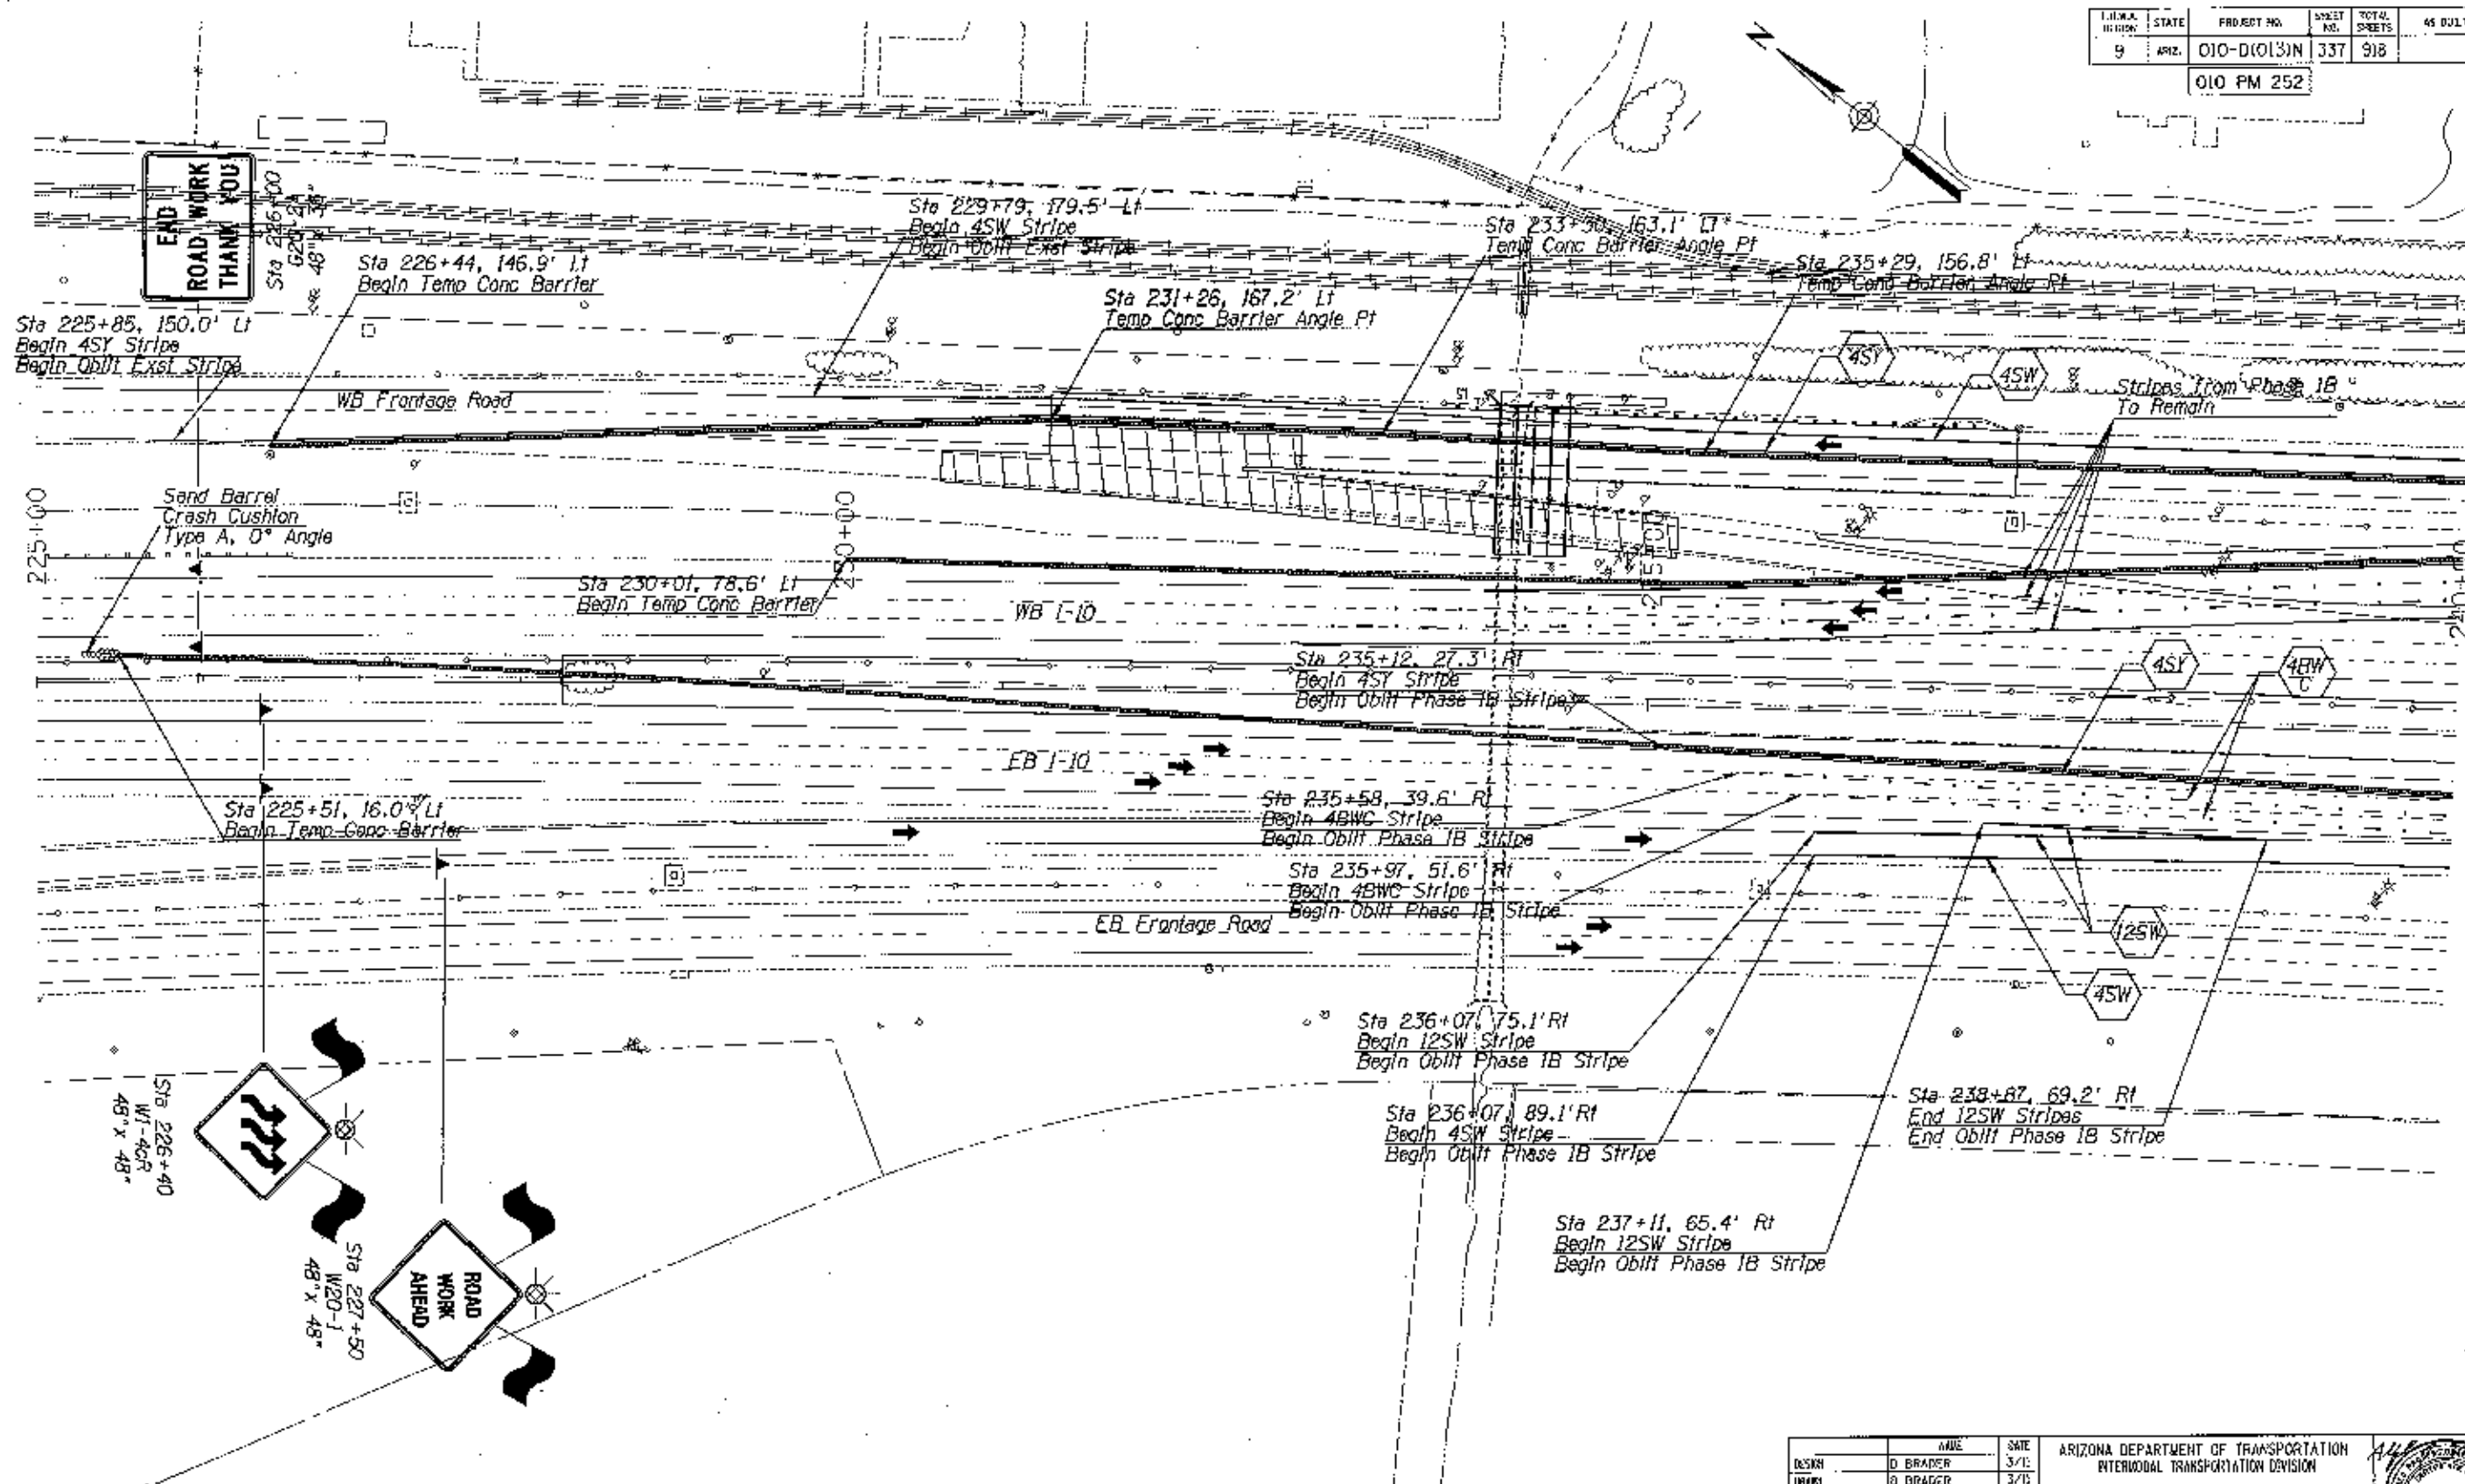 F.H.W.A. REGION
STATE
PROJECT NO.
SHEET NO.
TOTAL SHEETS
9
ARIZ.
010-D(013)N
337
918
010 PM 252
N
END
ROAD WORK
THANK YOU
Sta 226+00
G20-2A
48" x 36"
Sta 225+85, 150.0' Lt
Begin 4SY Stripe
Begin Oblit Exst Stripe
Sta 226+44, 146.9' Lt
Begin Temp Conc Barrier
Sta 229+79, 179.5' Lt
Begin 4SW Stripe
Begin Oblit Exst Stripe
Sta 231+26, 167.2' Lt
Temp Conc Barrier Angle Pt
Sta 233+30, 163.1' Lt
Temp Conc Barrier Angle Pt
Sta 235+29, 156.8' Lt
Temp Conc Barrier Angle Pt
4SY
4SW
Stripes from Phase 1B
To Remain
WB Frontage Road
Sand Barrel
Crash Cushion
Type A, 0° Angle
225+00
230+00
235+00
Sta 230+01, 78.6' Lt
Begin Temp Conc Barrier
WB I-10
Sta 235+12, 27.3' Rt
Begin 4SY Stripe
Begin Oblit Phase 1B Stripe
4SY
4BW
C
EB I-10
Sta 225+51, 16.0' Lt
Begin Temp Conc Barrier
Sta 235+58, 39.6' Rt
Begin 4BWC Stripe
Begin Oblit Phase 1B Stripe
Sta 235+97, 51.6' Rt
Begin 4BWC Stripe
Begin Oblit Phase 1B Stripe
EB Frontage Road
12SW
4SW
Sta 236+07, 75.1' Rt
Begin 12SW Stripe
Begin Oblit Phase 1B Stripe
Sta 236+07, 89.1' Rt
Begin 4SW Stripe
Begin Oblit Phase 1B Stripe
Sta 238+87, 69.2' Rt
End 12SW Stripes
End Oblit Phase 1B Stripe
Sta 237+11, 65.4' Rt
Begin 12SW Stripe
Begin Oblit Phase 1B Stripe
Sta 226+40
W1-4cR
48" x 48"
Sta 227+50
W20-1
48" x 48"
ROAD
WORK
AHEAD
NAME
DATE
DESIGN
D BRADER
DRAWN
D BRADER
ARIZONA DEPARTMENT OF TRANSPORTATION
INTERMODAL TRANSPORTATION DIVISION